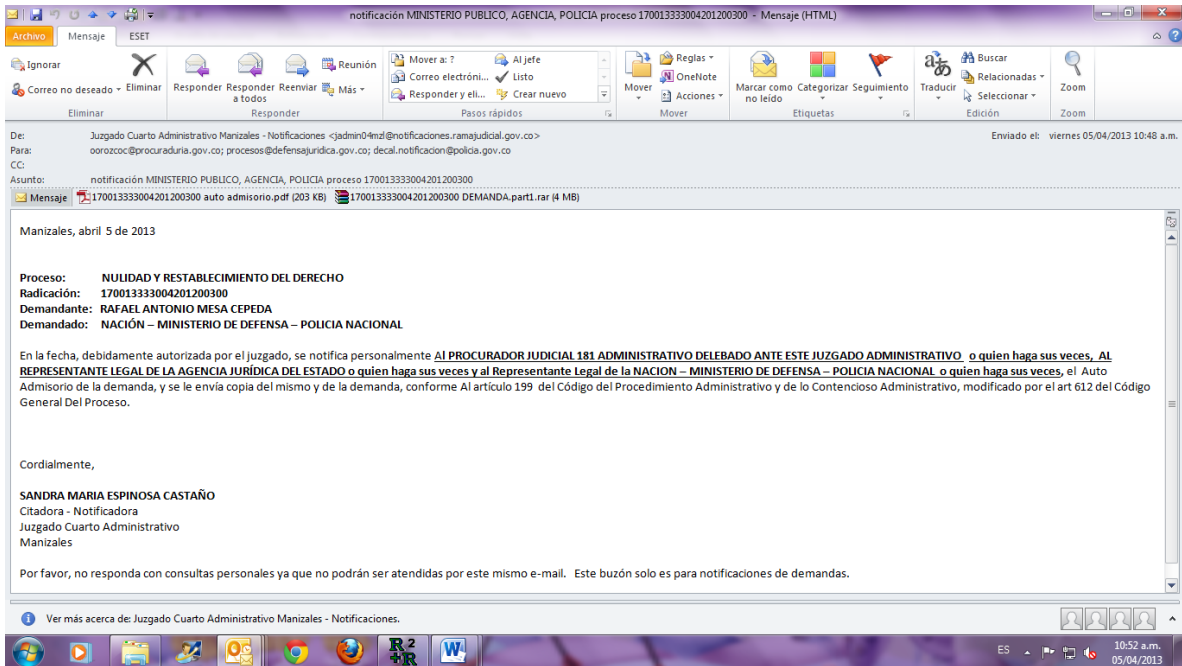 notificación MINISTERIO PUBLICO, AGENCIA, POLICIA proceso 17001333300420120​0300 - Mensaje (HTML)
Archivo Mensaje ESET
Ignorar
Correo no deseado
Eliminar
Responder Responder a todos Reenviar
Reunión
Más
Mover a: ?
Correo electróni...
Responder y eli...
Al jefe
Listo
Crear nuevo
Mover
Reglas
OneNote
Acciones
Marcar como no leído
Categorizar
Seguimiento
Traducir
Buscar
Relacionadas
Seleccionar
Zoom
Eliminar Responder Pasos rápidos Mover Etiquetas Edición Zoom
De: Juzgado Cuarto Administrativo Manizales - Notificaciones <jadmin04mzl@notificaciones.ramajudicial.gov.co> Enviado el: viernes 05/04/2013 10:48 a.m.
Para: oorozcoc@procuraduria.gov.co; procesos@defensajuridica.gov.co; decal.notificacion@policia.gov.co
CC:
Asunto: notificación MINISTERIO PUBLICO, AGENCIA, POLICIA proceso 170013333004201200300
Mensaje 170013333004201200300 auto admisorio.pdf (203 KB) 170013333004201200300 DEMANDA.part1.rar (4 MB)
Manizales, abril 5 de 2013
Proceso: NULIDAD Y RESTABLECIMIENTO DEL DERECHO
Radicación: 170013333004201200300
Demandante: RAFAEL ANTONIO MESA CEPEDA
Demandado: NACIÓN – MINISTERIO DE DEFENSA – POLICIA NACIONAL
En la fecha, debidamente autorizada por el juzgado, se notifica personalmente Al PROCURADOR JUDICIAL 181 ADMINISTRATIVO DELEBADO ANTE ESTE JUZGADO ADMINISTRATIVO o quien haga sus veces, AL
REPRESENTANTE LEGAL DE LA AGENCIA JURÍDICA DEL ESTADO o quien haga sus veces y al Representante Legal de la NACION – MINISTERIO DE DEFENSA – POLICIA NACIONAL o quien haga sus veces, el Auto
Admisorio de la demanda, y se le envía copia del mismo y de la demanda, conforme Al artículo 199 del Código del Procedimiento Administrativo y de lo Contencioso Administrativo, modificado por el art 612 del Código
General Del Proceso.
Cordialmente,
SANDRA MARIA ESPINOSA CASTAÑO
Citadora - Notificadora
Juzgado Cuarto Administrativo
Manizales
Por favor, no responda con consultas personales ya que no podrán ser atendidas por este mismo e-mail. Este buzón solo es para notificaciones de demandas.
Ver más acerca de: Juzgado Cuarto Administrativo Manizales - Notificaciones.
R2+R W ES 10:52 a.m.
05/04/2013